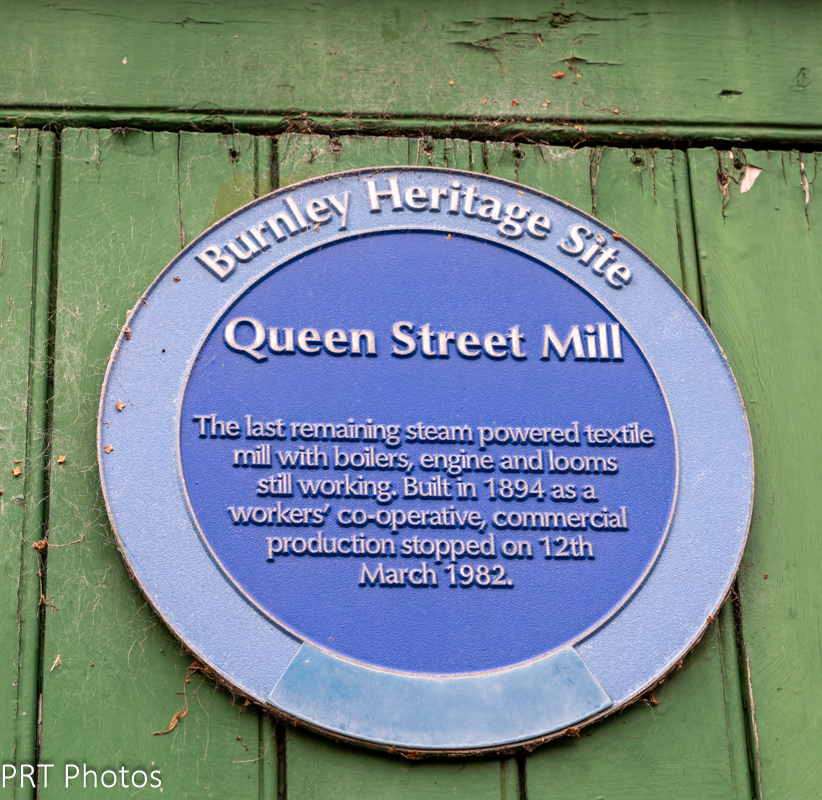 Burnley Heritage Site
Queen Street Mill
The last remaining steam powered textile
mill with boilers, engine and looms
still working. Built in 1894 as a
workers' co-operative, commercial
production stopped on 12th
March 1982.
PRT Photos